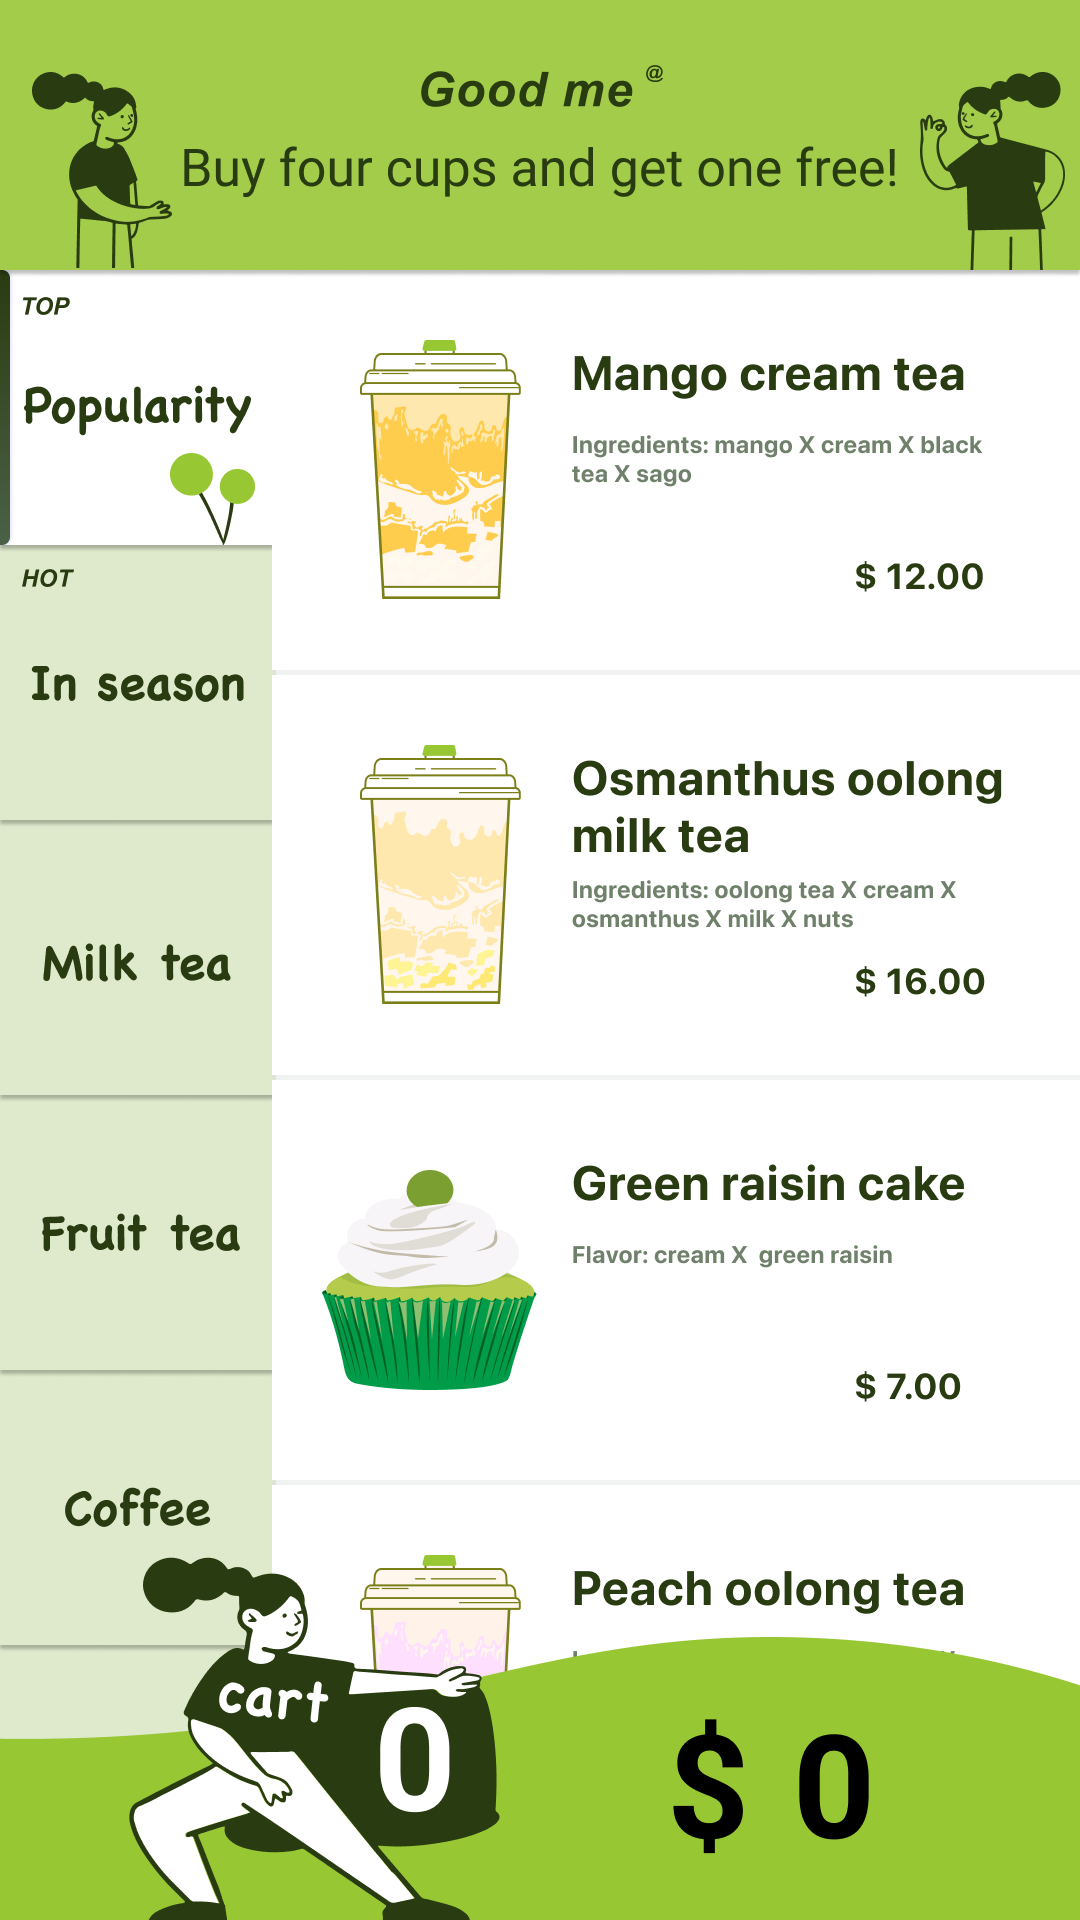 Good me @
Buy four cups and get one free!
TOP
Popularity
HOT
In season
Milk tea
Fruit tea
Coffee
Mango cream tea
Ingredients: mango X cream X black
tea X sago
$ 12.00
Osmanthus oolong
milk tea
Ingredients: oolong tea X cream X
osmanthus X milk X nuts
$ 16.00
Green raisin cake
Flavor: cream X  green raisin
$ 7.00
Peach oolong tea
cart
0
$ 0